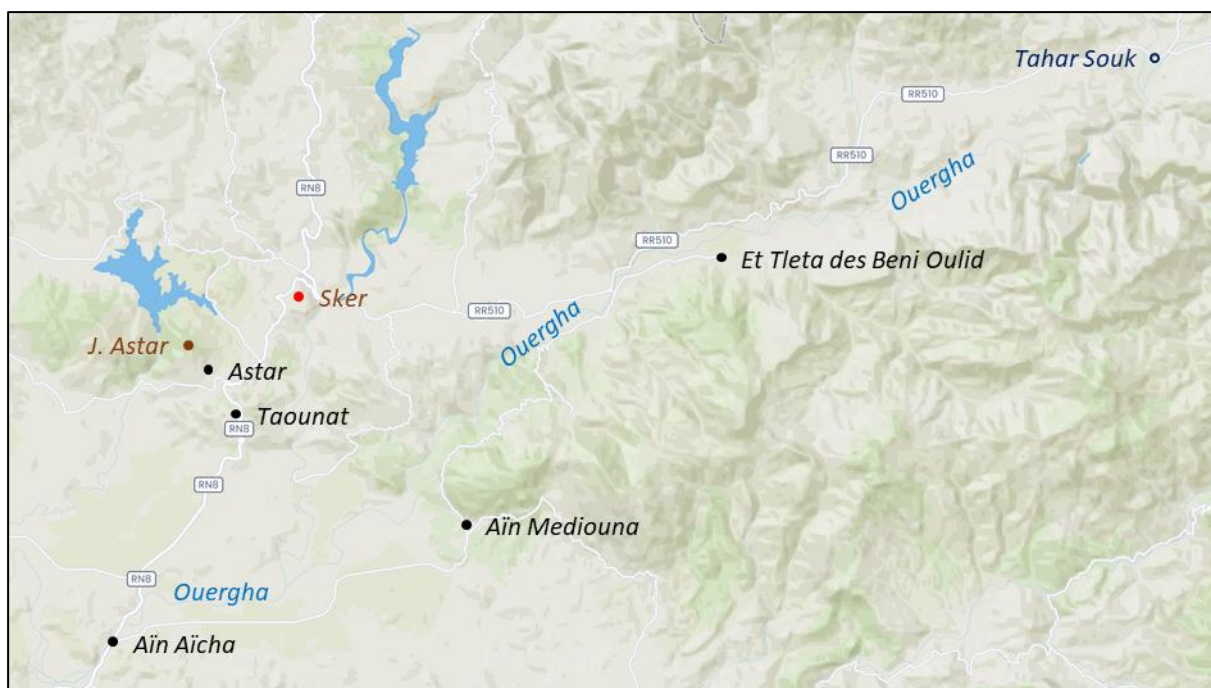 Tahar Souk
RR510
RR510
RN8
Ouergha
RR510
Et Tleta des Beni Oulid
Sker
RR510
Ouergha
J. Astar
Astar
Taounat
RN8
RN8
Aïn Mediouna
RN8
Ouergha
Aïn Aïcha